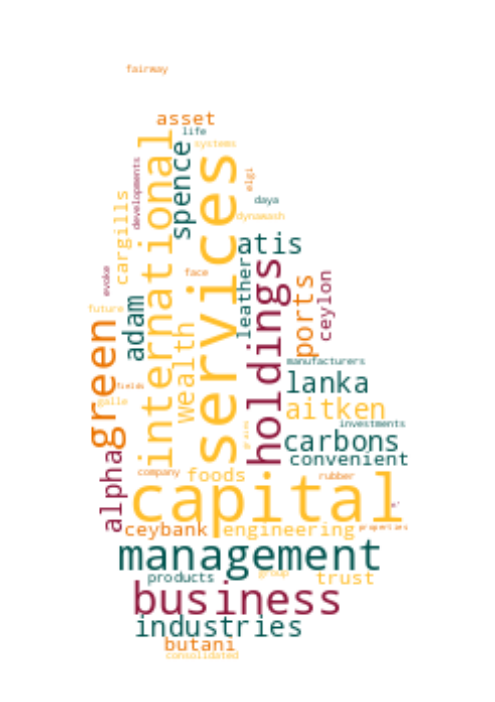 fairway
asset
life
systems
international
spence
services
developments
elgi
cargills
daya
dynawash
atis
leather
holdings
face
evoke
adam
ports
ceylon
future
green
wealth
manufacturers
lanka
fields
galle
aitken
investments
carbons
convenient
alpha
company
foods
rubber
capital
ceybank
engineering
properties
management
products
group
trust
business
industries
butani
consolidated